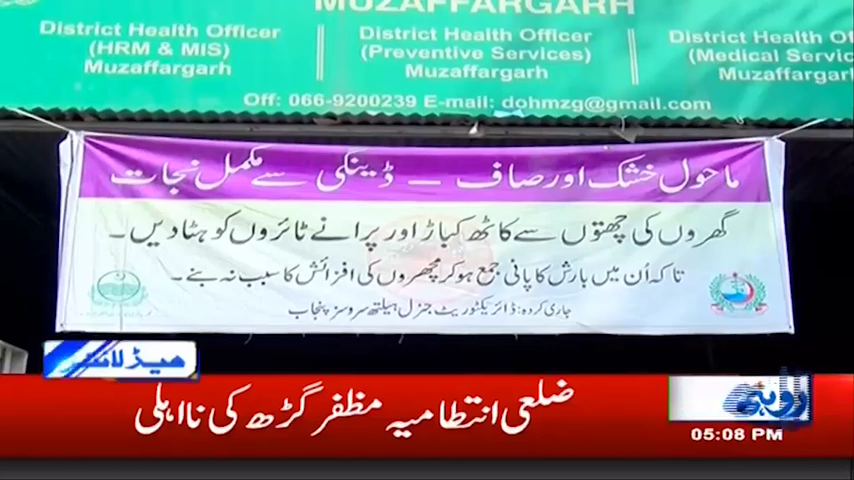 MUZAFFARGARH
District Health Officer
(HRM & MIS)
Muzaffargarh
District Health Officer
(Preventive Services)
Muzaffargarh
District Health Of
(Medical Servic
Muzaffargarh
Off: 066-9200239 E-mail: dohmzg@gmail.com
ماحول خشک اور صاف – ڈینگی سے مکمل نجات
گھروں کی چھتوں سے کاٹھ کباڑ اور پرانے ٹائروں کو ہٹا دیں۔
تاکہ اُن میں بارش کا پانی جمع ہو کر مچھروں کی افزائش کا سبب نہ بنے۔
جاری کردہ: ڈائریکٹوریٹ جنرل ہیلتھ سروسز پنجاب
ہیڈ لائنز
ضلعی انتظامیہ مظفر گڑھ کی نااہلی
روہی
05:08 PM